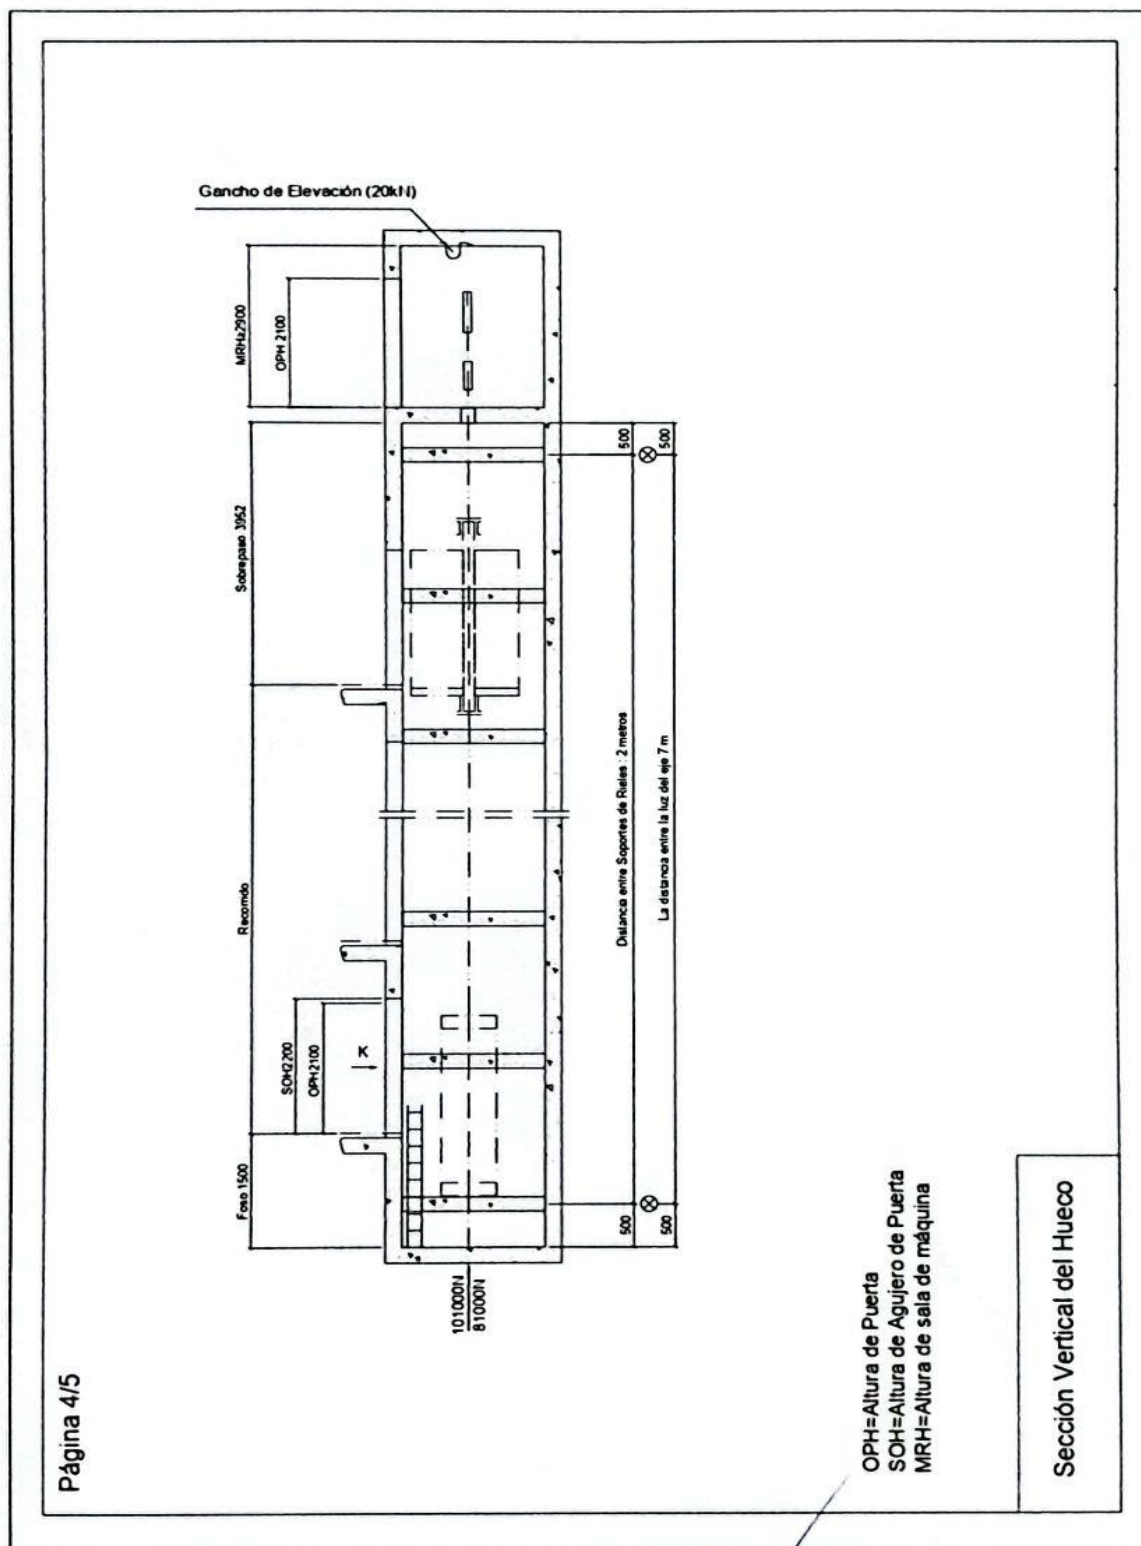 Página 4/5
Gancho de Elevación (20kN)
MRH≥2900
OPH 2100
Sobrepaso 3952
Recorrido
SOH2200
OPH2100
K
Foso 1500
500
500
500
500
Distancia entre Soportes de Rieles : 2 metros
La distancia entre la luz del eje 7 m
101000N
81000N
OPH=Altura de Puerta
SOH=Altura de Agujero de Puerta
MRH=Altura de sala de máquina
Sección Vertical del Hueco